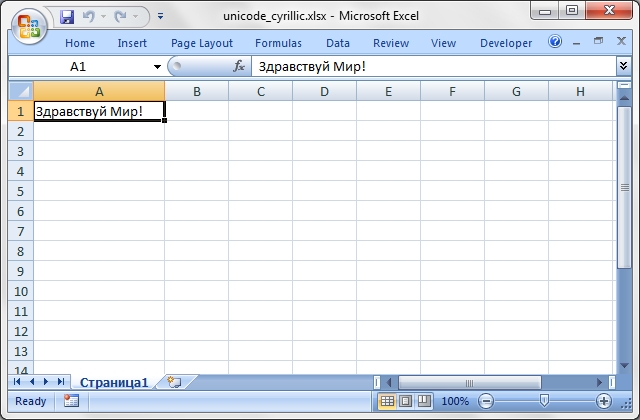 unicode_cyrillic.xlsx - Microsoft Excel
Home Insert Page Layout Formulas Data Review View Developer
A1 fx Здравствуй Мир!
A B C D E F G H
1 Здравствуй Мир!
2
3
4
5
6
7
8
9
10
11
12
13
14
Страница1
Ready 100%